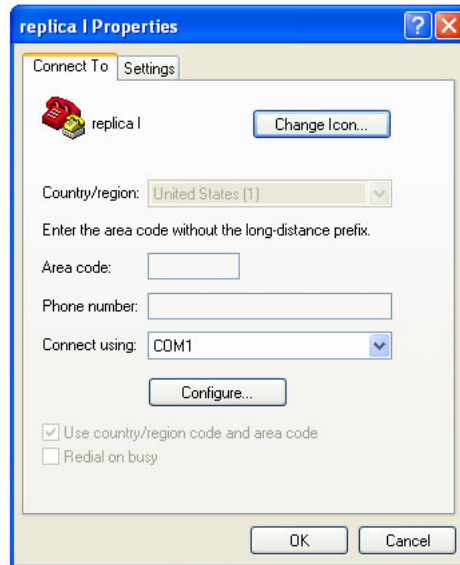 replica I Properties
?
Connect To Settings
replica I
Change Icon...
Country/region: United States (1)
Enter the area code without the long-distance prefix.
Area code:
Phone number:
Connect using: COM1
Configure...
Use country/region code and area code
Redial on busy
OK Cancel